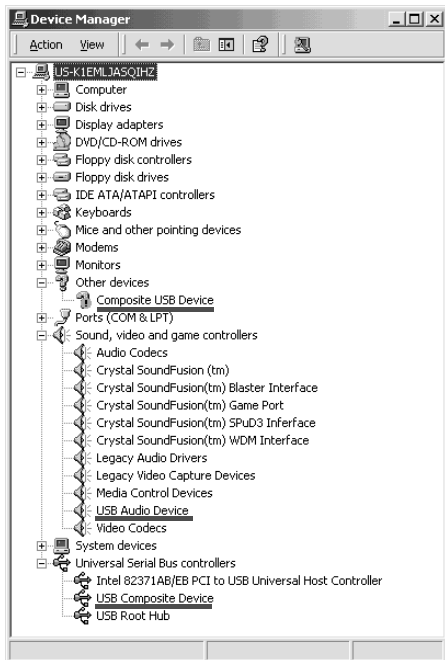 Device Manager
Action View
US-K1EMLJASQIHZ
Computer
Disk drives
Display adapters
DVD/CD-ROM drives
Floppy disk controllers
Floppy disk drives
IDE ATA/ATAPI controllers
Keyboards
Mice and other pointing devices
Modems
Monitors
Other devices
Composite USB Device
Ports (COM & LPT)
Sound, video and game controllers
Audio Codecs
Crystal SoundFusion (tm)
Crystal SoundFusion(tm) Blaster Interface
Crystal SoundFusion(tm) Game Port
Crystal SoundFusion(tm) SPuD3 Inferface
Crystal SoundFusion(tm) WDM Interface
Legacy Audio Drivers
Legacy Video Capture Devices
Media Control Devices
USB Audio Device
Video Codecs
System devices
Universal Serial Bus controllers
Intel 82371AB/EB PCI to USB Universal Host Controller
USB Composite Device
USB Root Hub